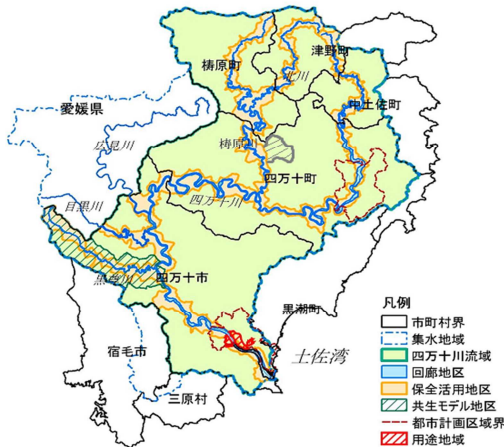 津野町
梼原町
北川
愛媛県
中土佐町
広見川
梼原川
四万十町
目黒川
四万十川
黒尊川
四万十市
黒潮町
宿毛市
土佐湾
三原村
凡例
市町村界
集水地域
四万十川流域
回廊地区
保全活用地区
共生モデル地区
都市計画区域界
用途地域